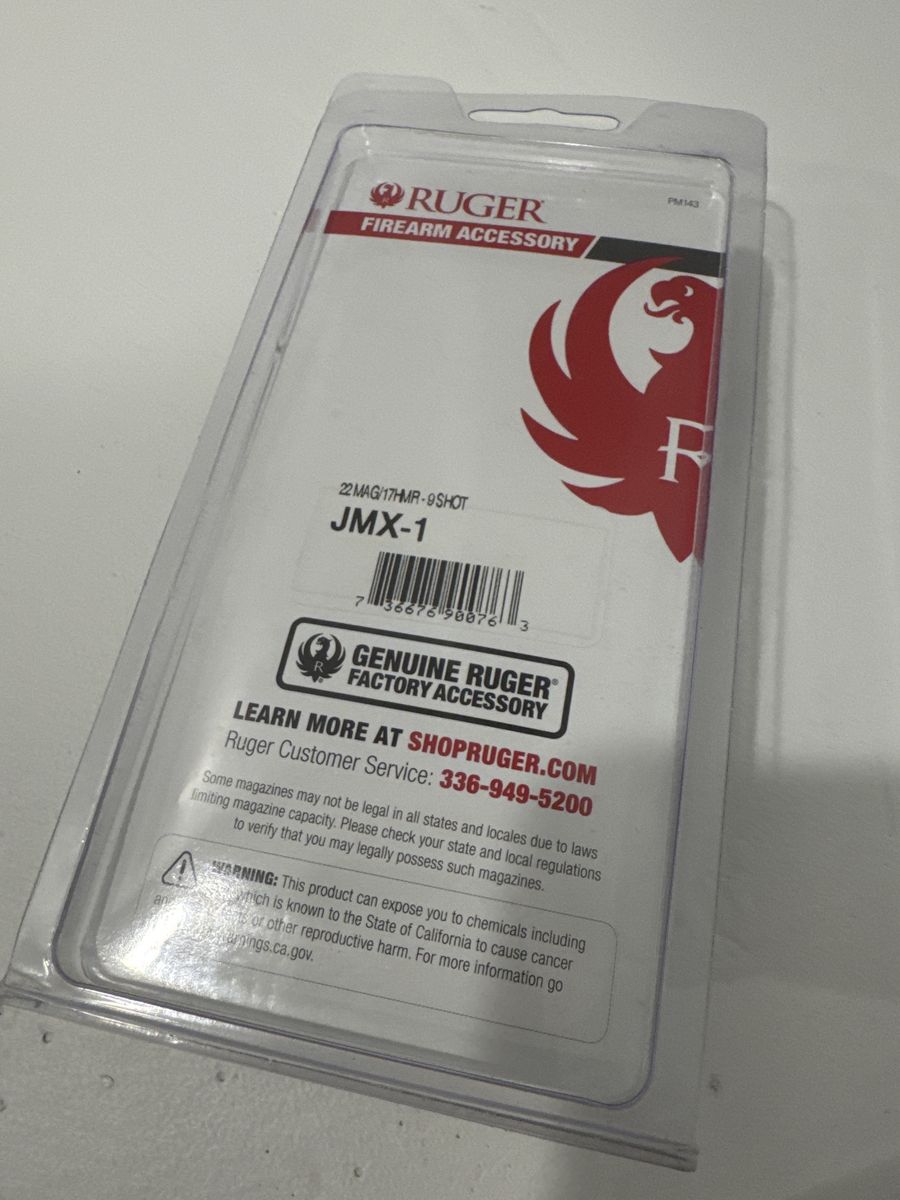 RUGER®
PM143
FIREARM ACCESSORY
R
22 MAG/17HMR - 9 SHOT
JMX-1
7 36676 90076 3
R
GENUINE RUGER®
FACTORY ACCESSORY
LEARN MORE AT SHOPRUGER.COM
Ruger Customer Service: 336-949-5200
Some magazines may not be legal in all states and locales due to laws
limiting magazine capacity. Please check your state and local regulations
to verify that you may legally possess such magazines.
WARNING: This product can expose you to chemicals including
which is known to the State of California to cause cancer
or other reproductive harm. For more information go
ca.gov.